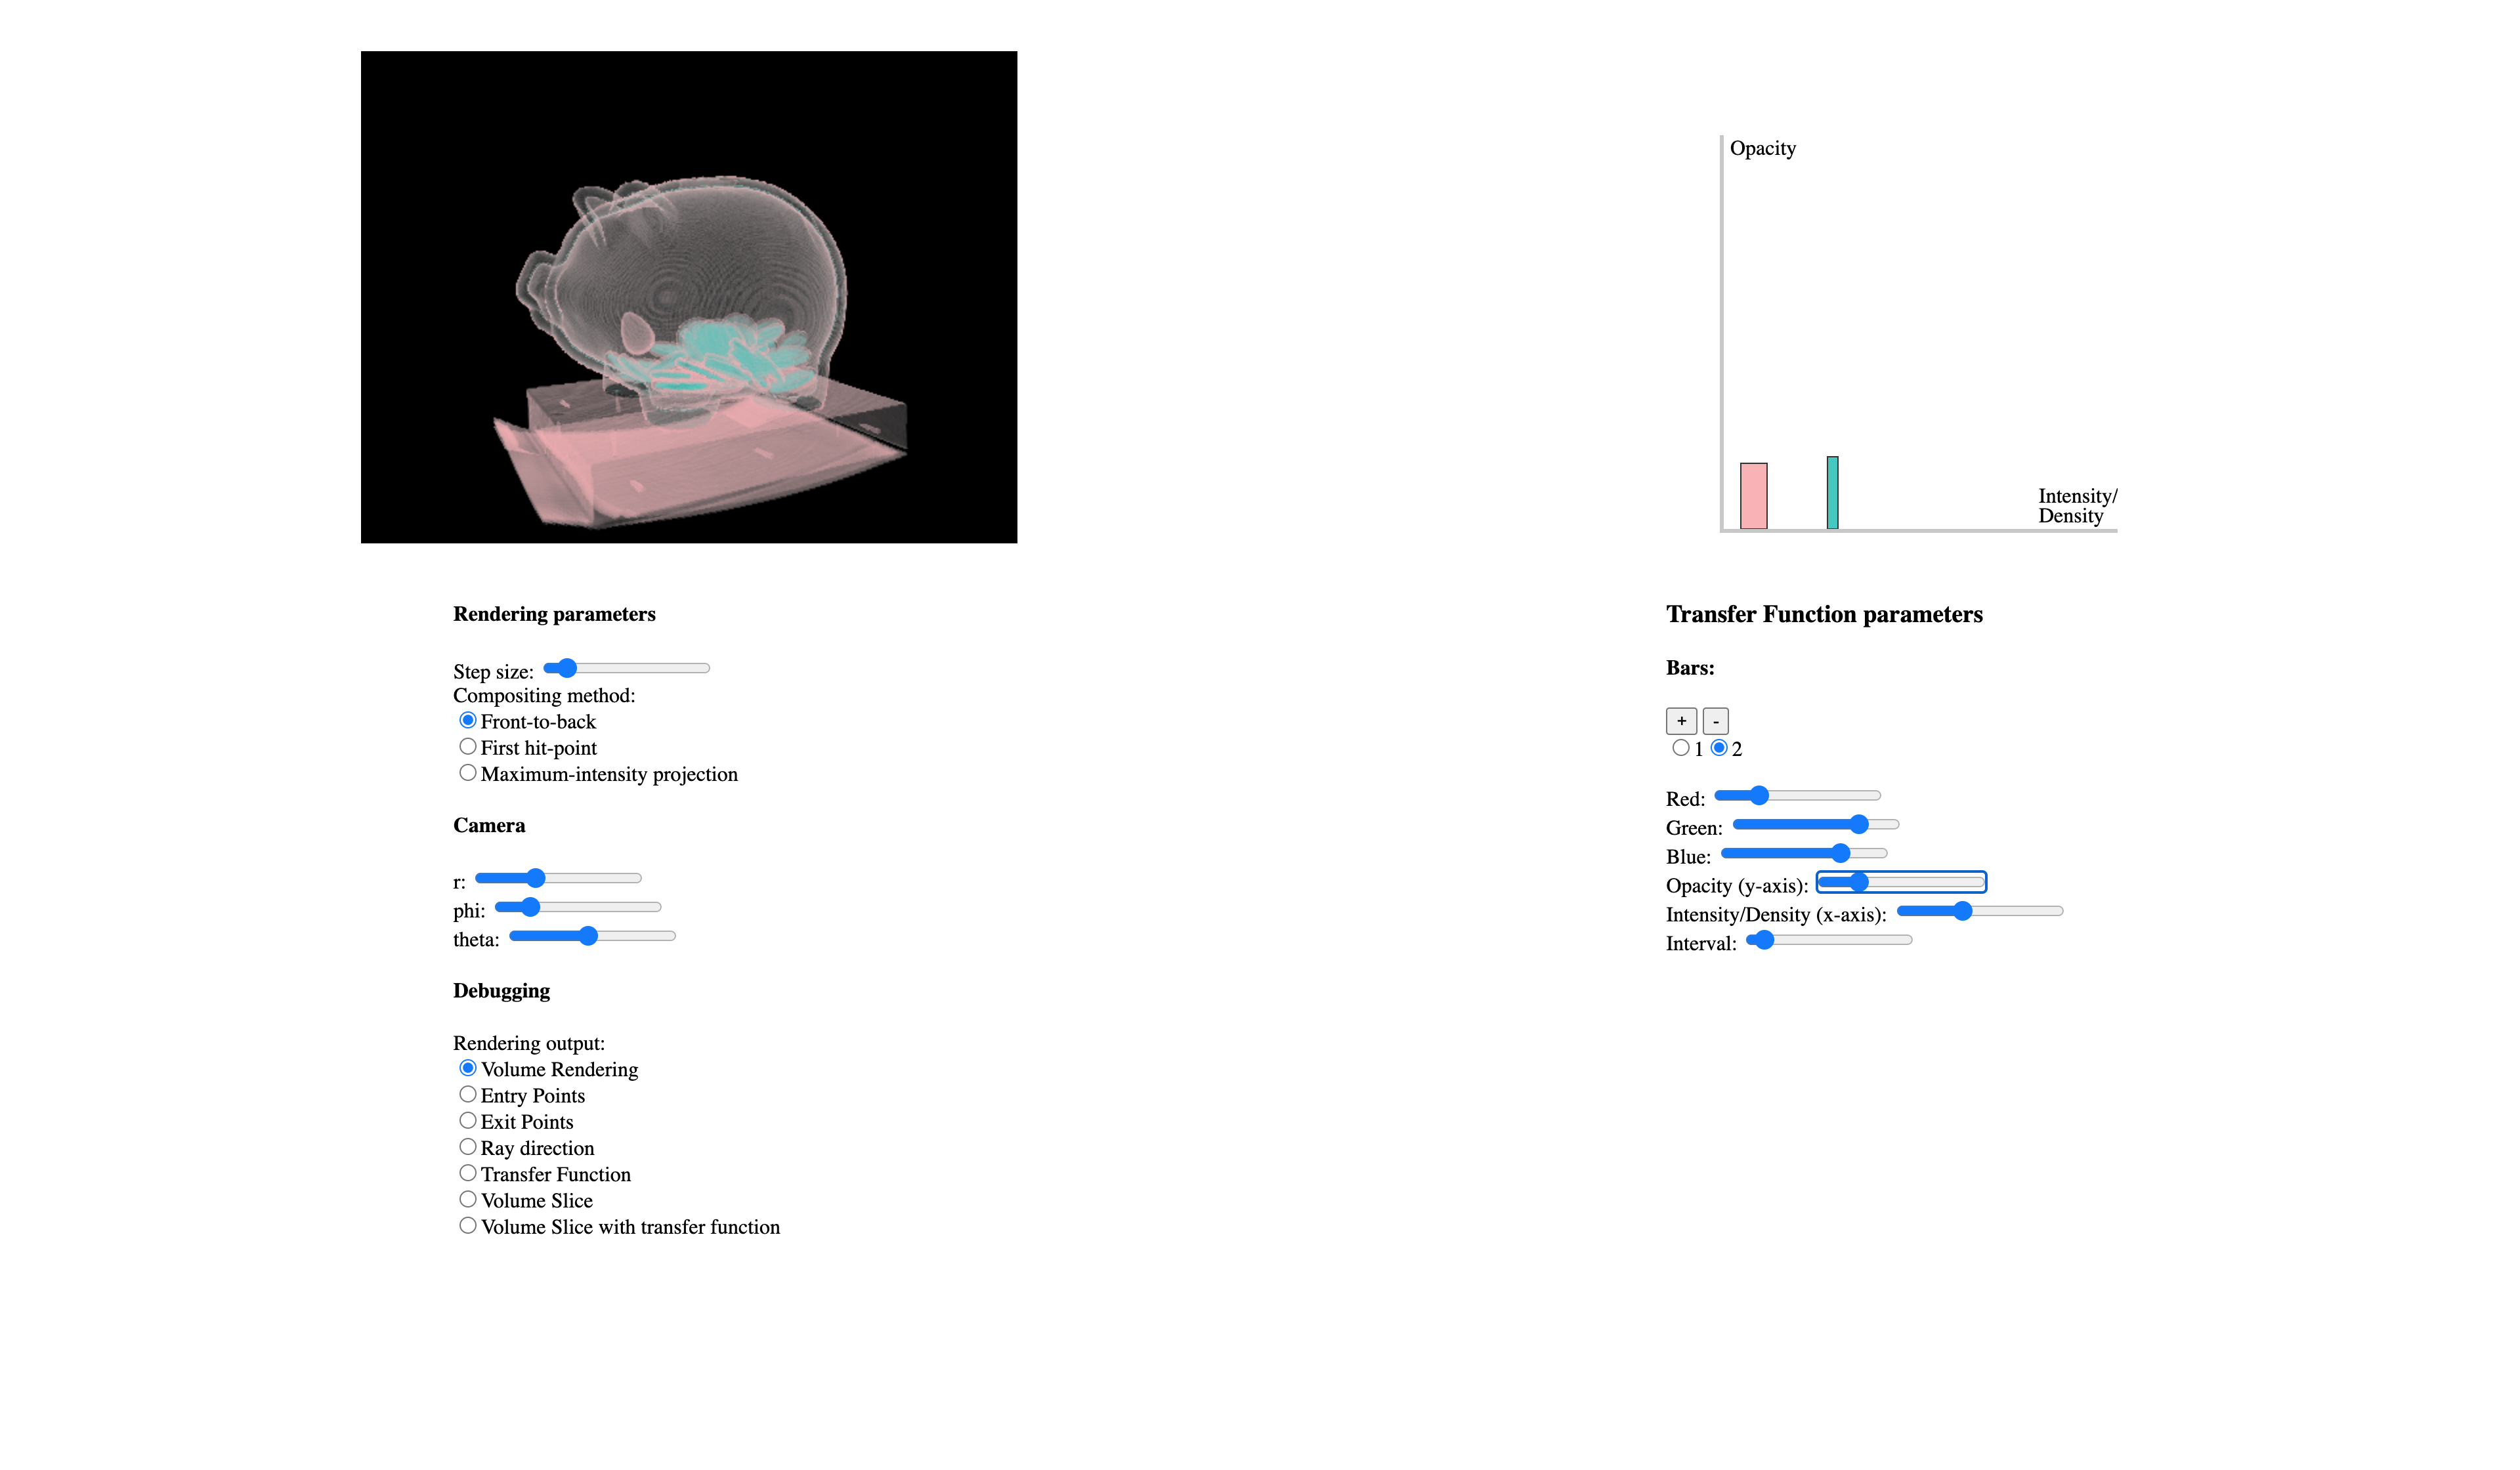 Opacity
Intensity/
Density
Rendering parameters
Step size:
Compositing method:
Front-to-back
First hit-point
Maximum-intensity projection
Camera
r:
phi:
theta:
Debugging
Rendering output:
Volume Rendering
Entry Points
Exit Points
Ray direction
Transfer Function
Volume Slice
Volume Slice with transfer function
Transfer Function parameters
Bars:
+ -
1 2
Red:
Green:
Blue:
Opacity (y-axis):
Intensity/Density (x-axis):
Interval: